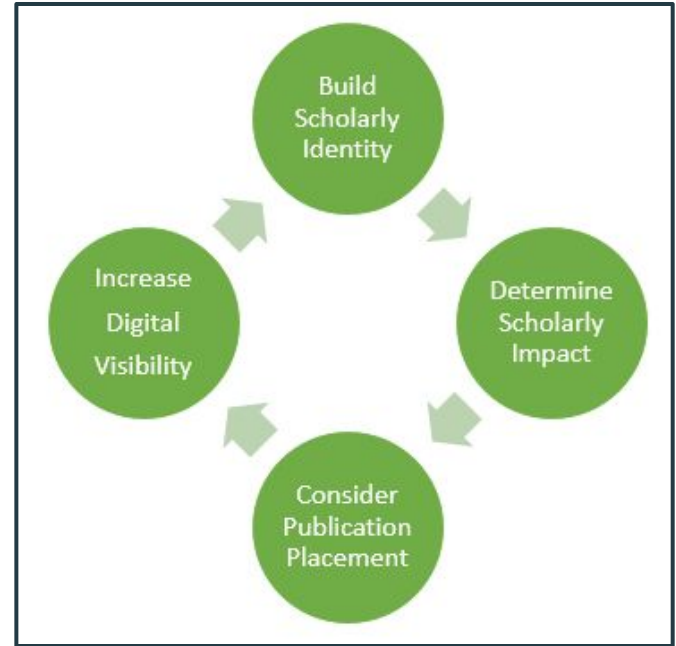 Build
Scholarly
Identity
Determine
Scholarly
Impact
Consider
Publication
Placement
Increase
Digital
Visibility